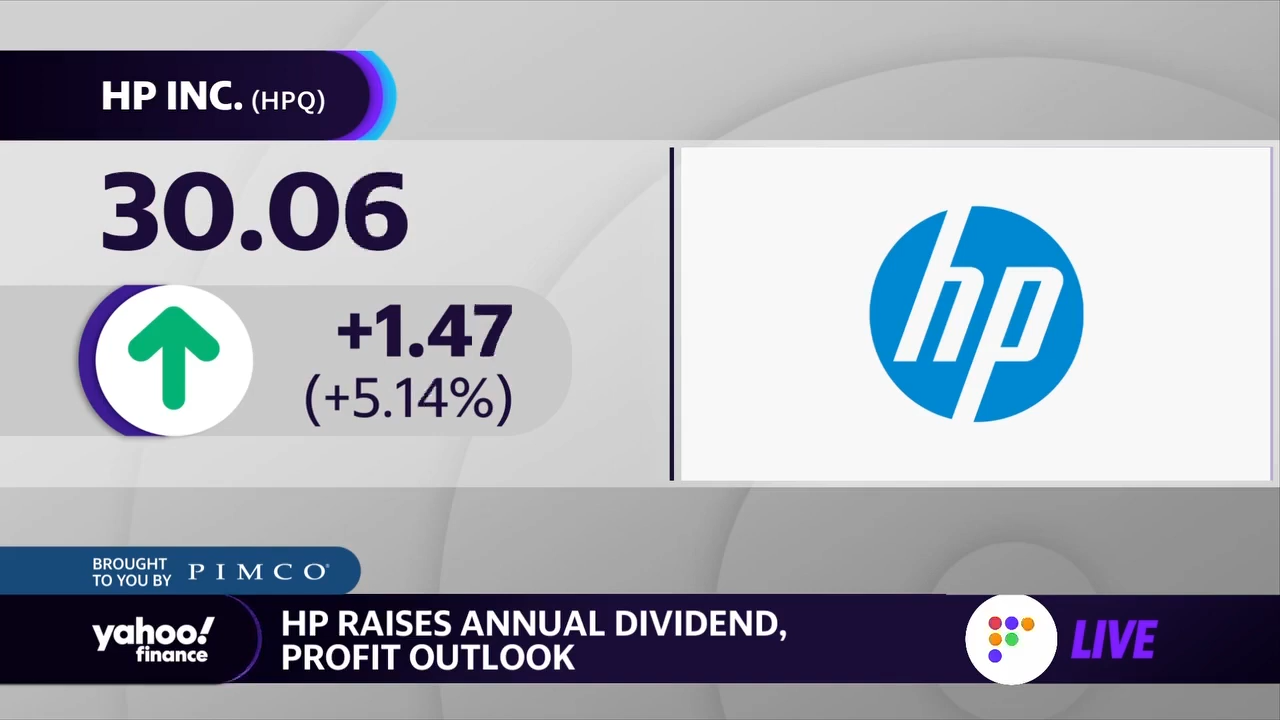 HP INC. (HPQ)
30.06
+1.47
(+5.14%)
hp
BROUGHT
TO YOU BY
PIMCO®
yahoo!
finance
HP RAISES ANNUAL DIVIDEND,
PROFIT OUTLOOK
LIVE